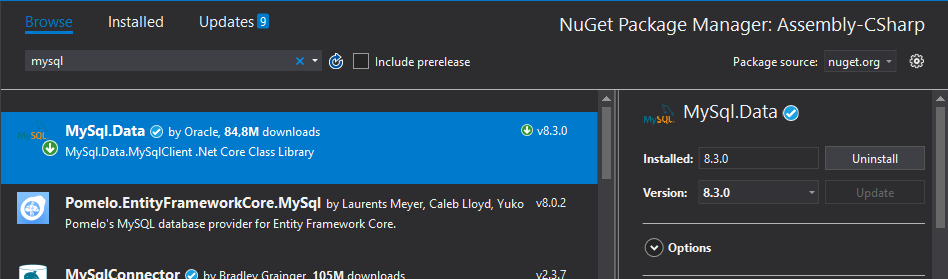 Browse Installed Updates 9 NuGet Package Manager: Assembly-CSharp
mysql Include prerelease Package source: nuget.org
MySql.Data by Oracle, 84,8M downloads v8.3.0
MySql.Data.MySqlClient .Net Core Class Library
Pomelo.EntityFrameworkCore.MySql by Laurents Meyer, Caleb Lloyd, Yuko v8.0.2
Pomelo's MySQL database provider for Entity Framework Core.
MySqlConnector by Bradley Grainger, 105M downloads v2.3.7
MySQL MySql.Data
Installed: 8.3.0 Uninstall
Version: 8.3.0 Update
Options